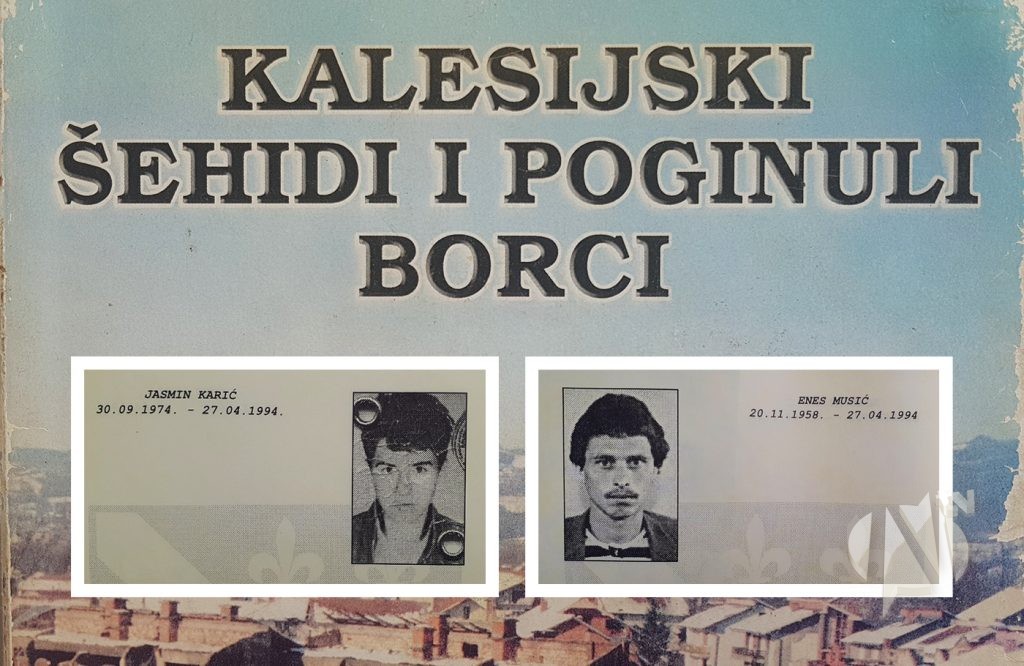 KALESIJSKI
ŠEHIDI I POGINULI
BORCI
JASMIN KARIĆ
30.09.1974. - 27.04.1994.
ENES MUSIĆ
20.11.1958. - 27.04.1994